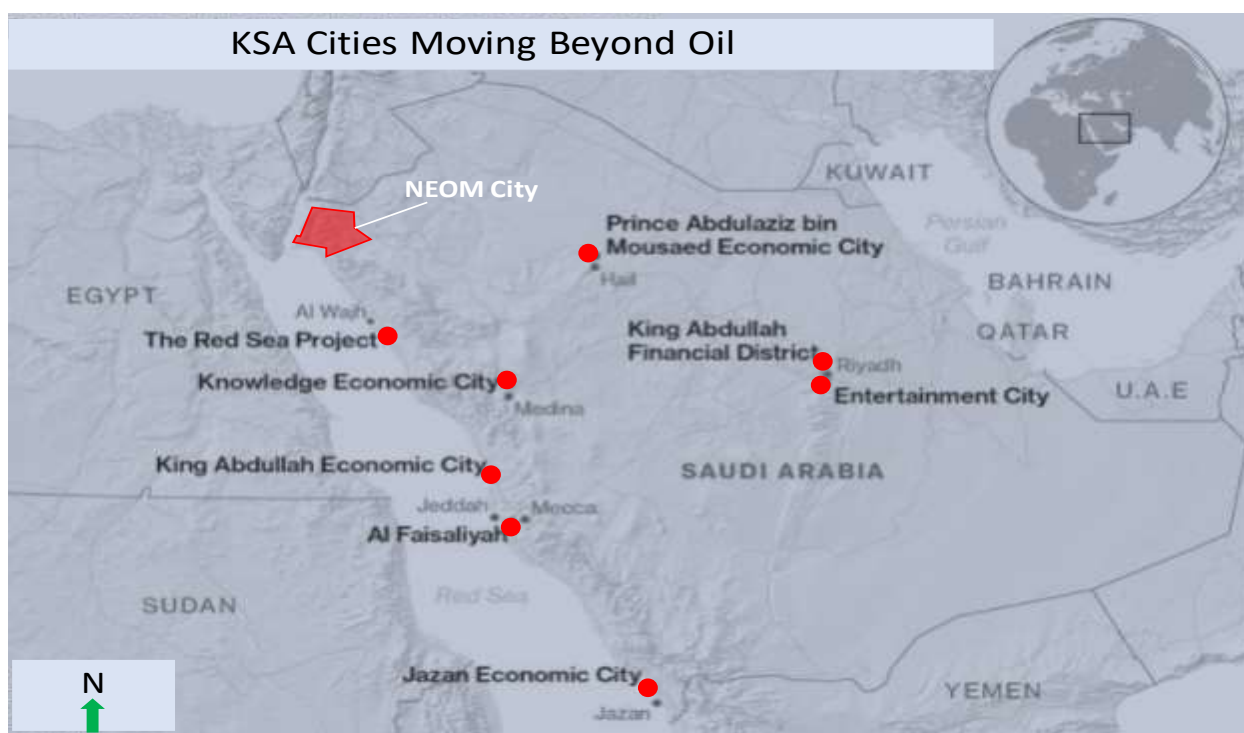 KSA Cities Moving Beyond Oil
KUWAIT
NEOM City
Persian
Gulf
Prince Abdulaziz bin
Mousaed Economic City
Hail
BAHRAIN
EGYPT
Al Wajh
The Red Sea Project
King Abdullah
Financial District
QATAR
Riyadh
Knowledge Economic City
Medina
Entertainment City
U.A.E
King Abdullah Economic City
SAUDI ARABIA
Jeddah
Mecca
Al Faisaliyah
Red Sea
SUDAN
Jazan Economic City
Jazan
YEMEN
N